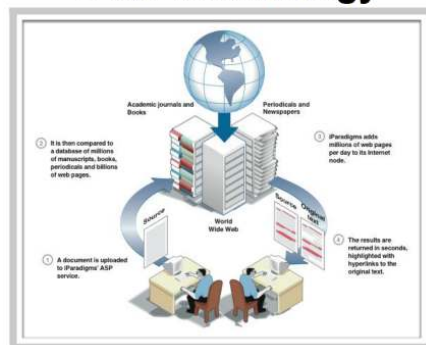 Academic journals and
Books
Periodicals and
Newspapers
2 It is then compared to
a database of millions
of manuscripts, books,
periodicals and billions
of web pages.
3 iParadigms adds
millions of web pages
per day to its Internet
node.
World
Wide Web
Source
Source
Original
text
1 A document is uploaded
to iParadigms' ASP
service.
The results are
returned in seconds,
highlighted with
hyperlinks to the
original text.